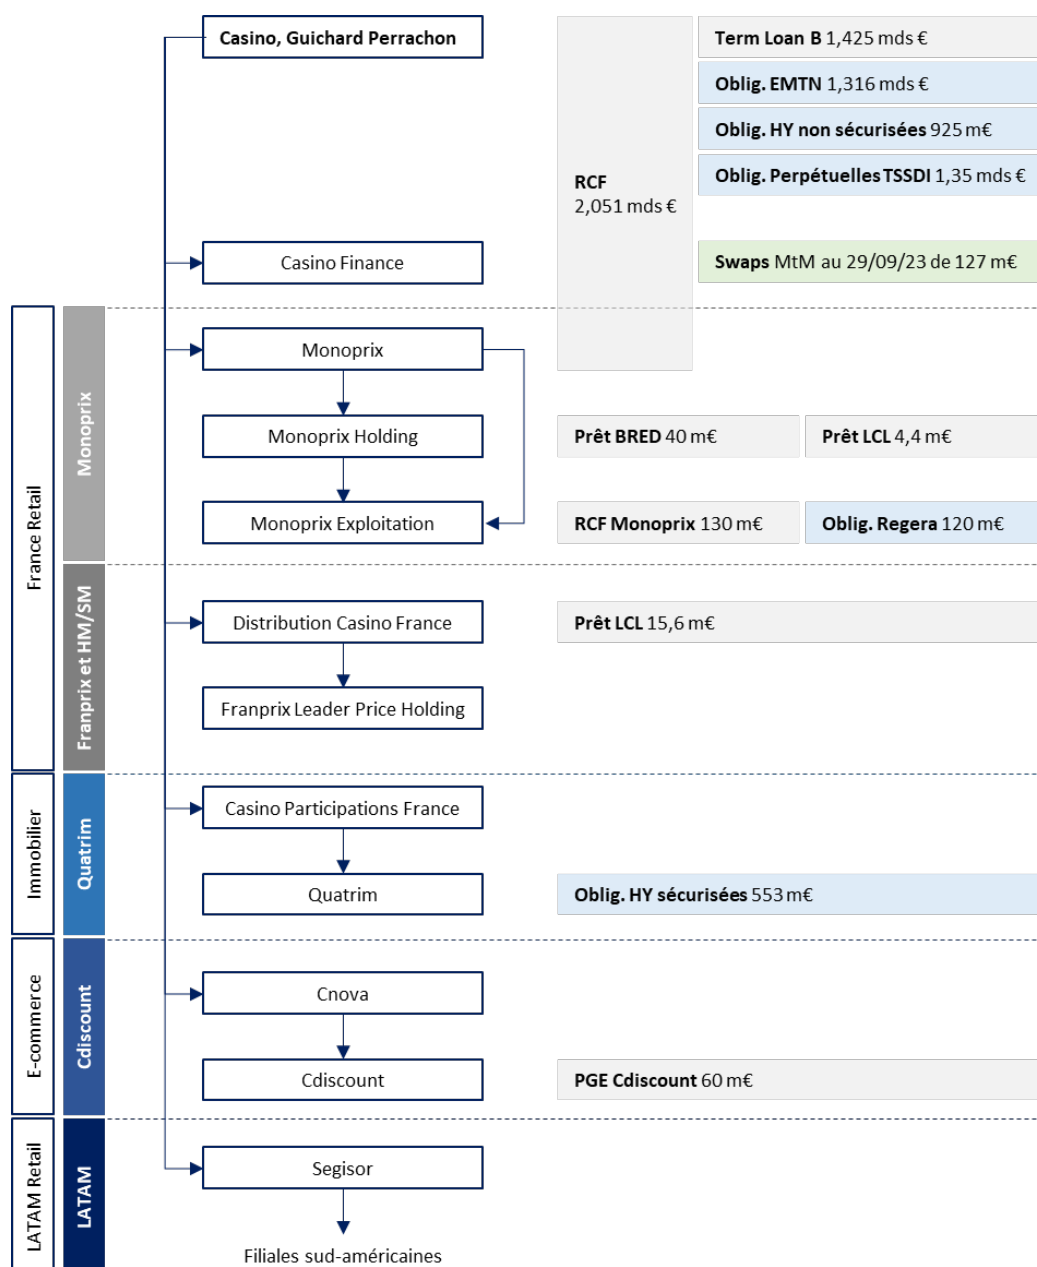 Casino, Guichard Perrachon
Term Loan B 1,425 mds €
Oblig. EMTN 1,316 mds €
Oblig. HY non sécurisées 925 m€
Oblig. Perpétuelles TSSDI 1,35 mds €
RCF
2,051 mds €
Casino Finance
Swaps MtM au 29/09/23 de 127 m€
France Retail
Monoprix
Monoprix
Monoprix Holding
Prêt BRED 40 m€
Prêt LCL 4,4 m€
Monoprix Exploitation
RCF Monoprix 130 m€
Oblig. Regera 120 m€
Franprix et HM/SM
Distribution Casino France
Prêt LCL 15,6 m€
Franprix Leader Price Holding
Immobilier
Quatrim
Casino Participations France
Quatrim
Oblig. HY sécurisées 553 m€
E-commerce
Cdiscount
Cnova
Cdiscount
PGE Cdiscount 60 m€
LATAM Retail
LATAM
Segisor
Filiales sud-américaines